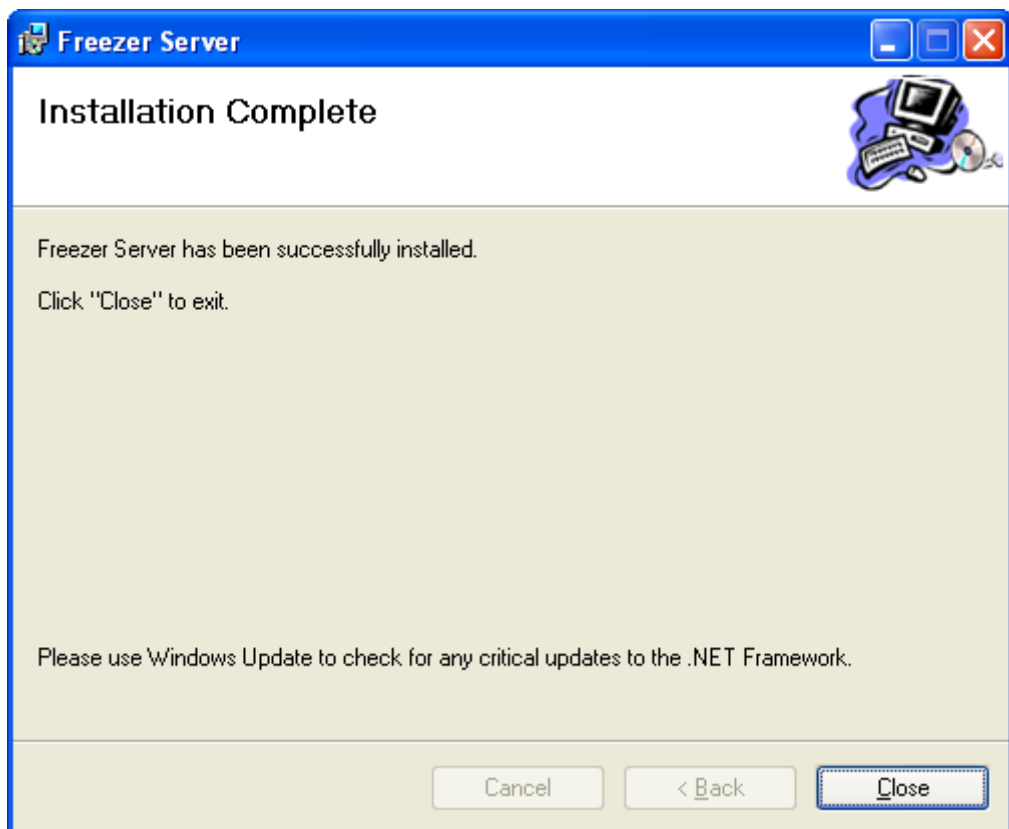 Freezer Server
Installation Complete
Freezer Server has been successfully installed.
Click "Close" to exit.
Please use Windows Update to check for any critical updates to the .NET Framework.
Cancel
< Back
Close